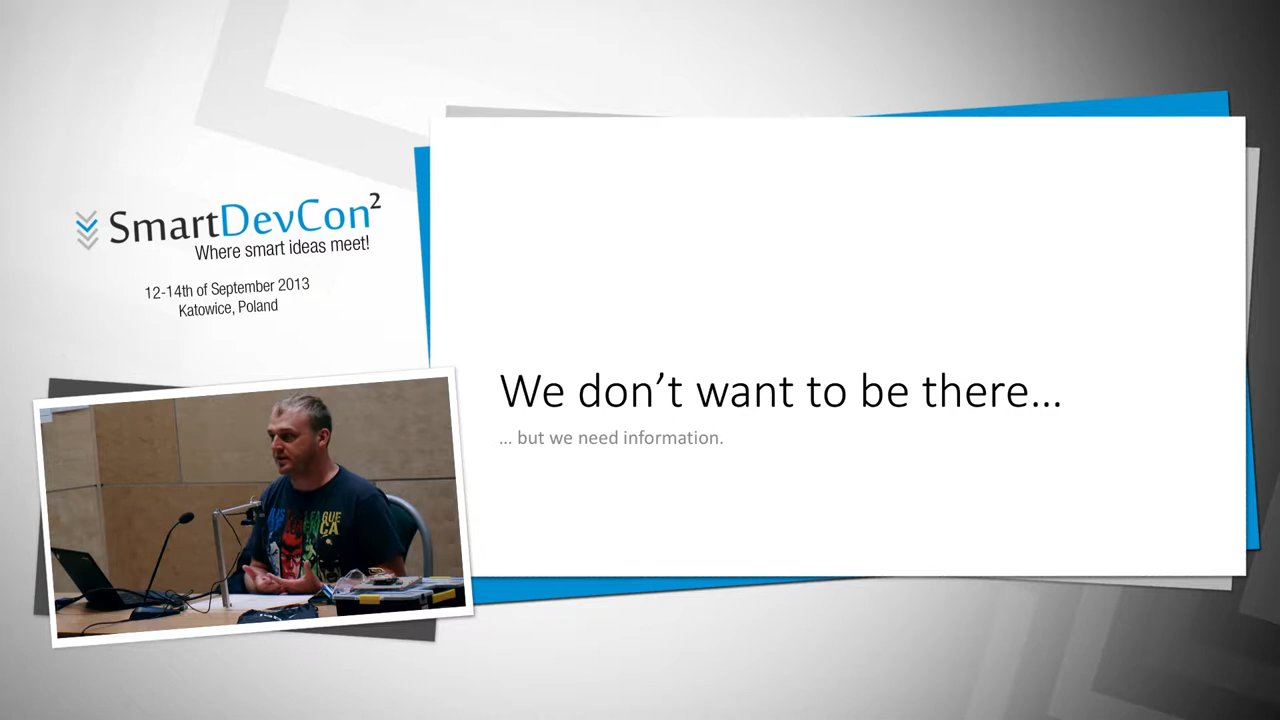 SmartDevCon²
Where smart ideas meet!
12-14th of September 2013
Katowice, Poland
We don’t want to be there...
... but we need information.